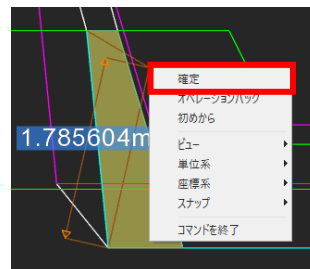 1.785604m
確定
オペレーションバック
初めから
ビュー
単位系
座標系
スナップ
コマンドを終了